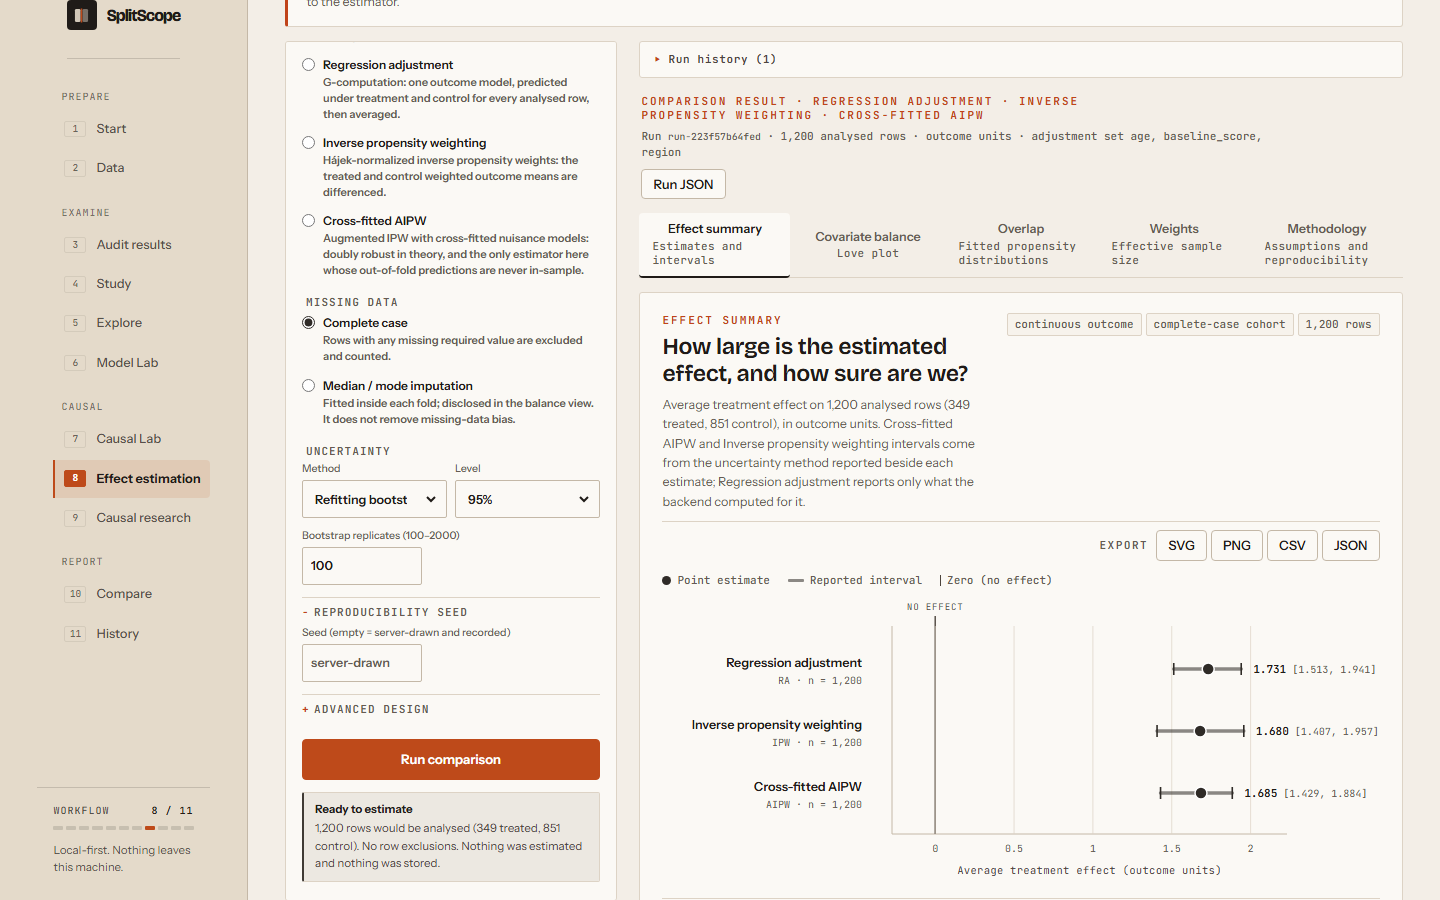 SplitScope
PREPARE
1 Start
2 Data
EXAMINE
3 Audit results
4 Study
5 Explore
6 Model Lab
CAUSAL
7 Causal Lab
8 Effect estimation
9 Causal research
REPORT
10 Compare
11 History
WORKFLOW 8 / 11
Local-first. Nothing leaves
this machine.
to the estimator.
Regression adjustment
G-computation: one outcome model, predicted
under treatment and control for every analysed row,
then averaged.
Inverse propensity weighting
Hájek-normalized inverse propensity weights: the
treated and control weighted outcome means are
differenced.
Cross-fitted AIPW
Augmented IPW with cross-fitted nuisance models:
doubly robust in theory, and the only estimator here
whose out-of-fold predictions are never in-sample.
MISSING DATA
Complete case
Rows with any missing required value are excluded
and counted.
Median / mode imputation
Fitted inside each fold; disclosed in the balance view.
It does not remove missing-data bias.
UNCERTAINTY
Method Level
Refitting bootst 95%
Bootstrap replicates (100–2000)
100
- REPRODUCIBILITY SEED
Seed (empty = server-drawn and recorded)
server-drawn
+ ADVANCED DESIGN
Run comparison
Ready to estimate
1,200 rows would be analysed (349 treated, 851
control). No row exclusions. Nothing was estimated
and nothing was stored.
▸ Run history (1)
COMPARISON RESULT · REGRESSION ADJUSTMENT · INVERSE
PROPENSITY WEIGHTING · CROSS-FITTED AIPW
Run run-223f57b64fed · 1,200 analysed rows · outcome units · adjustment set age, baseline_score,
region
Run JSON
Effect summary
Estimates and
intervals
Covariate balance
Love plot
Overlap
Fitted propensity
distributions
Weights
Effective sample
size
Methodology
Assumptions and
reproducibility
EFFECT SUMMARY
continuous outcome complete-case cohort 1,200 rows
How large is the estimated
effect, and how sure are we?
Average treatment effect on 1,200 analysed rows (349
treated, 851 control), in outcome units. Cross-fitted
AIPW and Inverse propensity weighting intervals come
from the uncertainty method reported beside each
estimate; Regression adjustment reports only what the
backend computed for it.
EXPORT SVG PNG CSV JSON
Point estimate Reported interval Zero (no effect)
NO EFFECT
Regression adjustment
RA · n = 1,200
1.731 [1.513, 1.941]
Inverse propensity weighting
IPW · n = 1,200
1.680 [1.407, 1.957]
Cross-fitted AIPW
AIPW · n = 1,200
1.685 [1.429, 1.884]
0 0.5 1 1.5 2
Average treatment effect (outcome units)